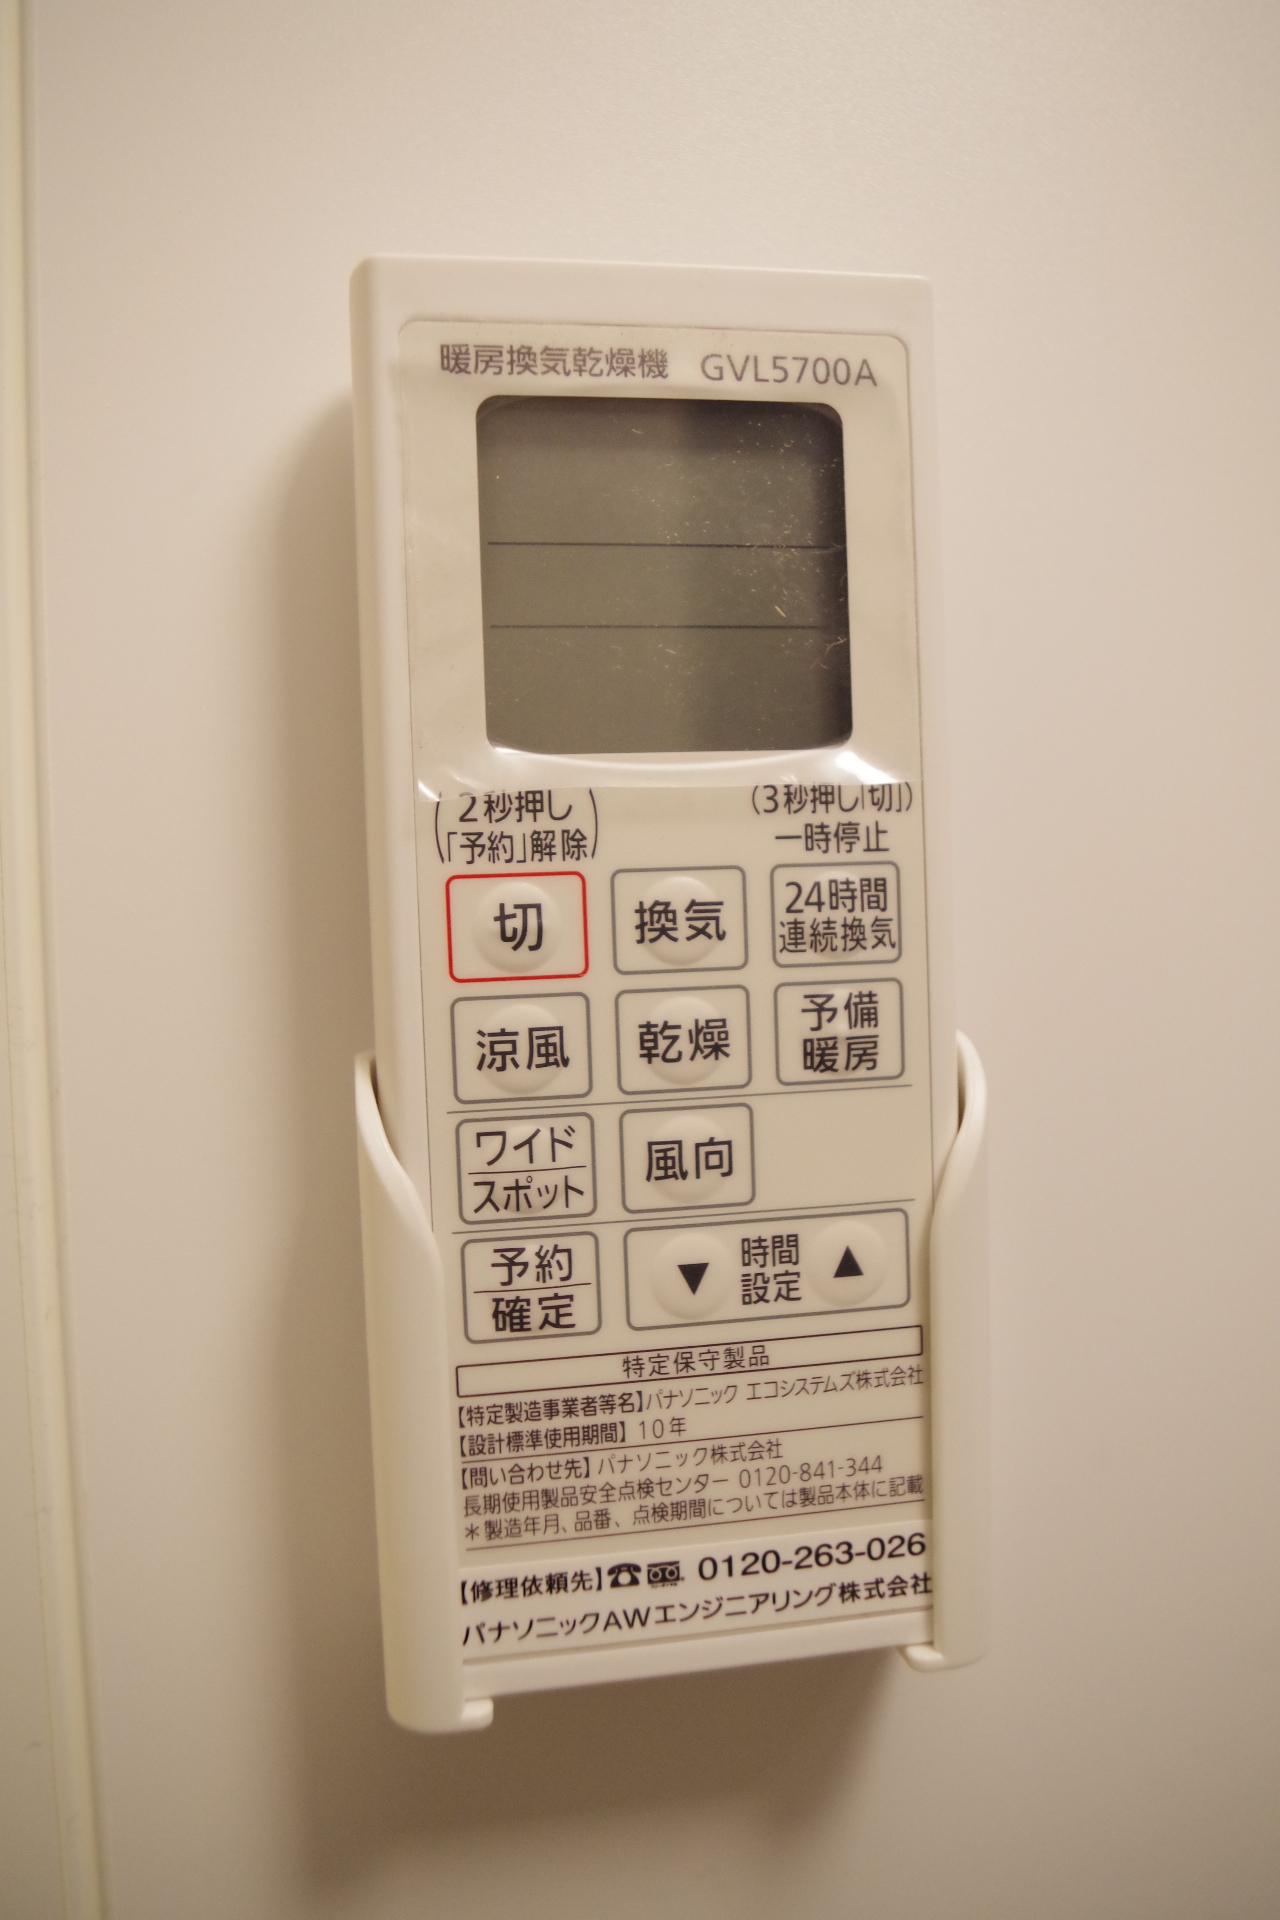 暖房換気乾燥機 GVL5700A
(2秒押し
「予約」解除)
(3秒押し「切」)
一時停止
切
換気
24時間
連続換気
涼風
乾燥
予備
暖房
ワイド
スポット
風向
予約
確定
▼ 時間 ▲
設定
特定保守製品
【特定製造事業者等名】パナソニック エコシステムズ株式会社
【設計標準使用期間】10年
【問い合わせ先】パナソニック株式会社
長期使用製品安全点検センター 0120-841-344
*製造年月、品番、点検期間については製品本体に記載
【修理依頼先】☎ 0120-263-026
パナソニックAWエンジニアリング株式会社